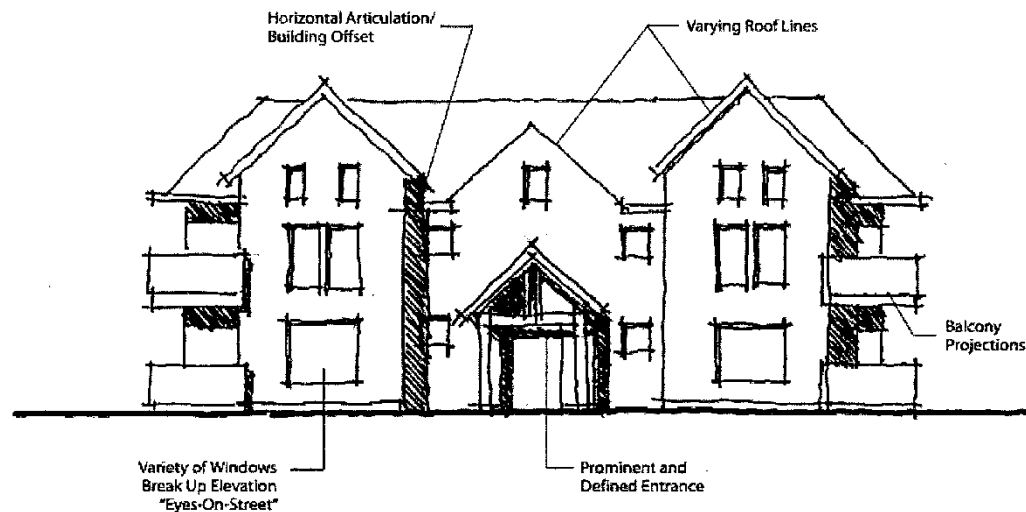 Horizontal Articulation/
Building Offset
Varying Roof Lines
Balcony
Projections
Variety of Windows
Break Up Elevation
"Eyes-On-Street"
Prominent and
Defined Entrance